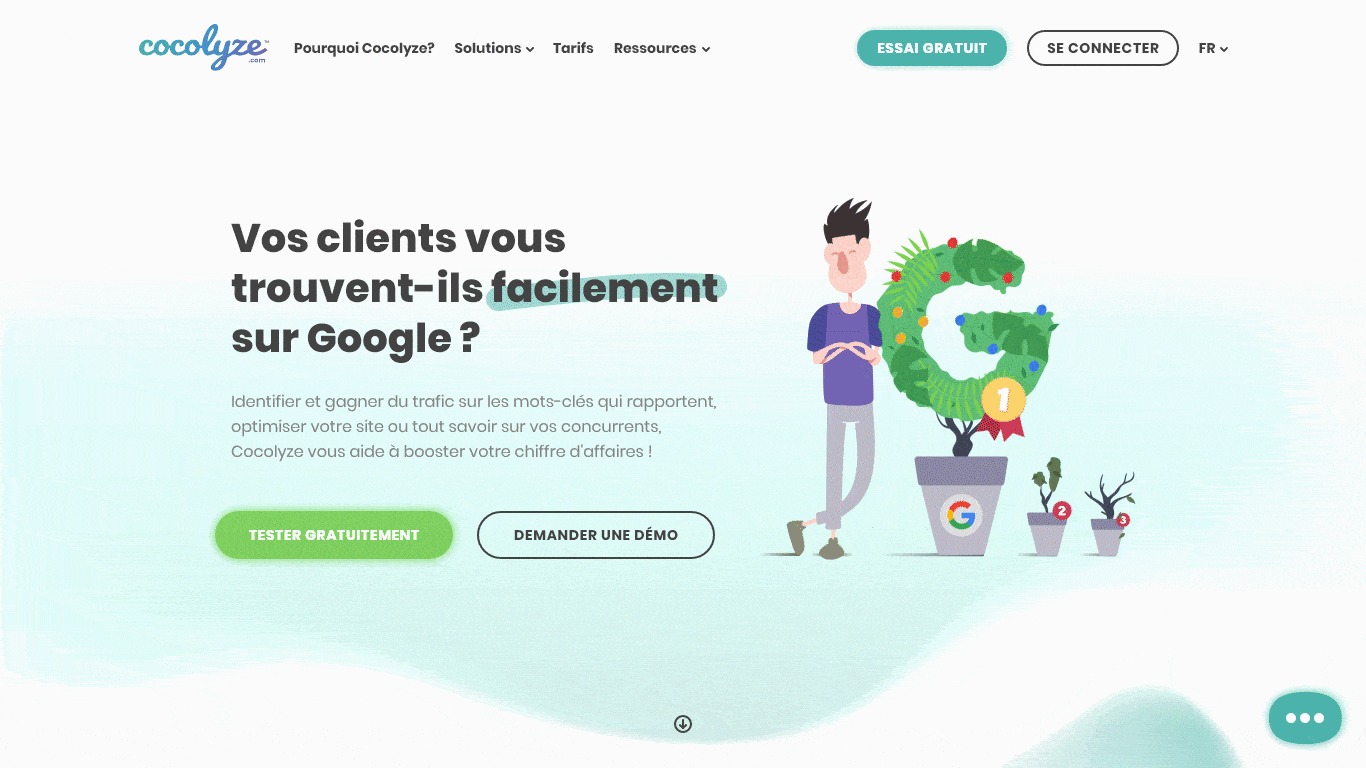 cocolyze™
.com
Pourquoi Cocolyze?
Solutions
Tarifs
Ressources
ESSAI GRATUIT
SE CONNECTER
FR
Vos clients vous
trouvent-ils facilement
sur Google ?
Identifier et gagner du trafic sur les mots-clés qui rapportent,
optimiser votre site ou tout savoir sur vos concurrents,
Cocolyze vous aide à booster votre chiffre d'affaires !
TESTER GRATUITEMENT
DEMANDER UNE DÉMO
1
G
2
3